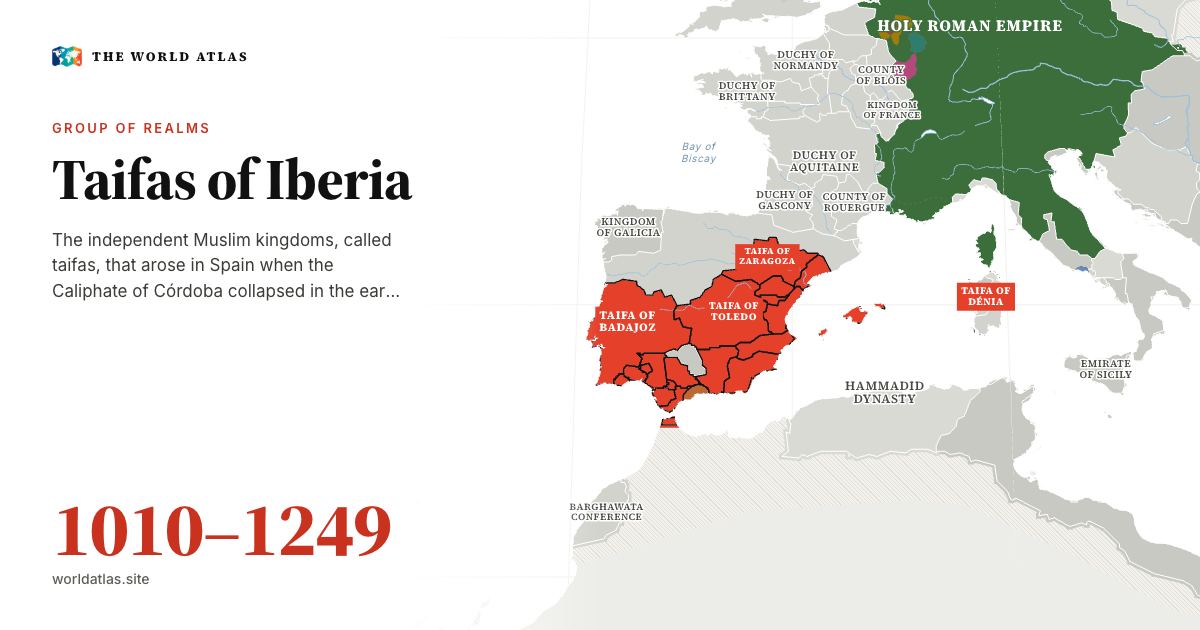 THE WORLD ATLAS
GROUP OF REALMS
Taifas of Iberia
The independent Muslim kingdoms, called
taifas, that arose in Spain when the
Caliphate of Córdoba collapsed in the ear...
1010–1249
worldatlas.site
HOLY ROMAN EMPIRE
DUCHY OF
NORMANDY
COUNTY
OF BLOIS
DUCHY OF
BRITTANY
KINGDOM
OF FRANCE
Bay of
Biscay
DUCHY OF
AQUITAINE
DUCHY OF
GASCONY
COUNTY OF
ROUERGUE
KINGDOM
OF GALICIA
TAIFA OF
ZARAGOZA
TAIFA OF
DÉNIA
TAIFA OF
TOLEDO
TAIFA OF
BADAJOZ
EMIRATE
OF SICILY
HAMMADID
DYNASTY
BARGHAWATA
CONFERENCE